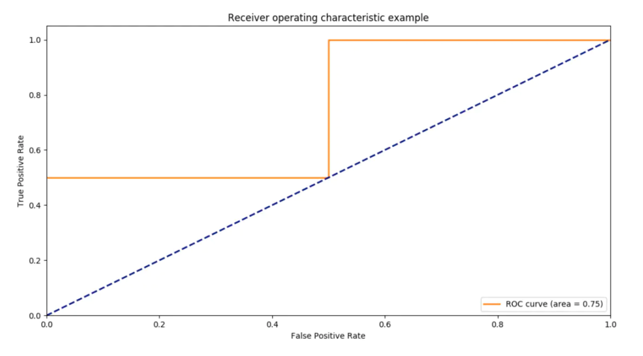 Receiver operating characteristic example
1.0
0.8
0.6
0.4
0.2
0.0
True Positive Rate
ROC curve (area = 0.75)
0.0 0.2 0.4 0.6 0.8 1.0
False Positive Rate